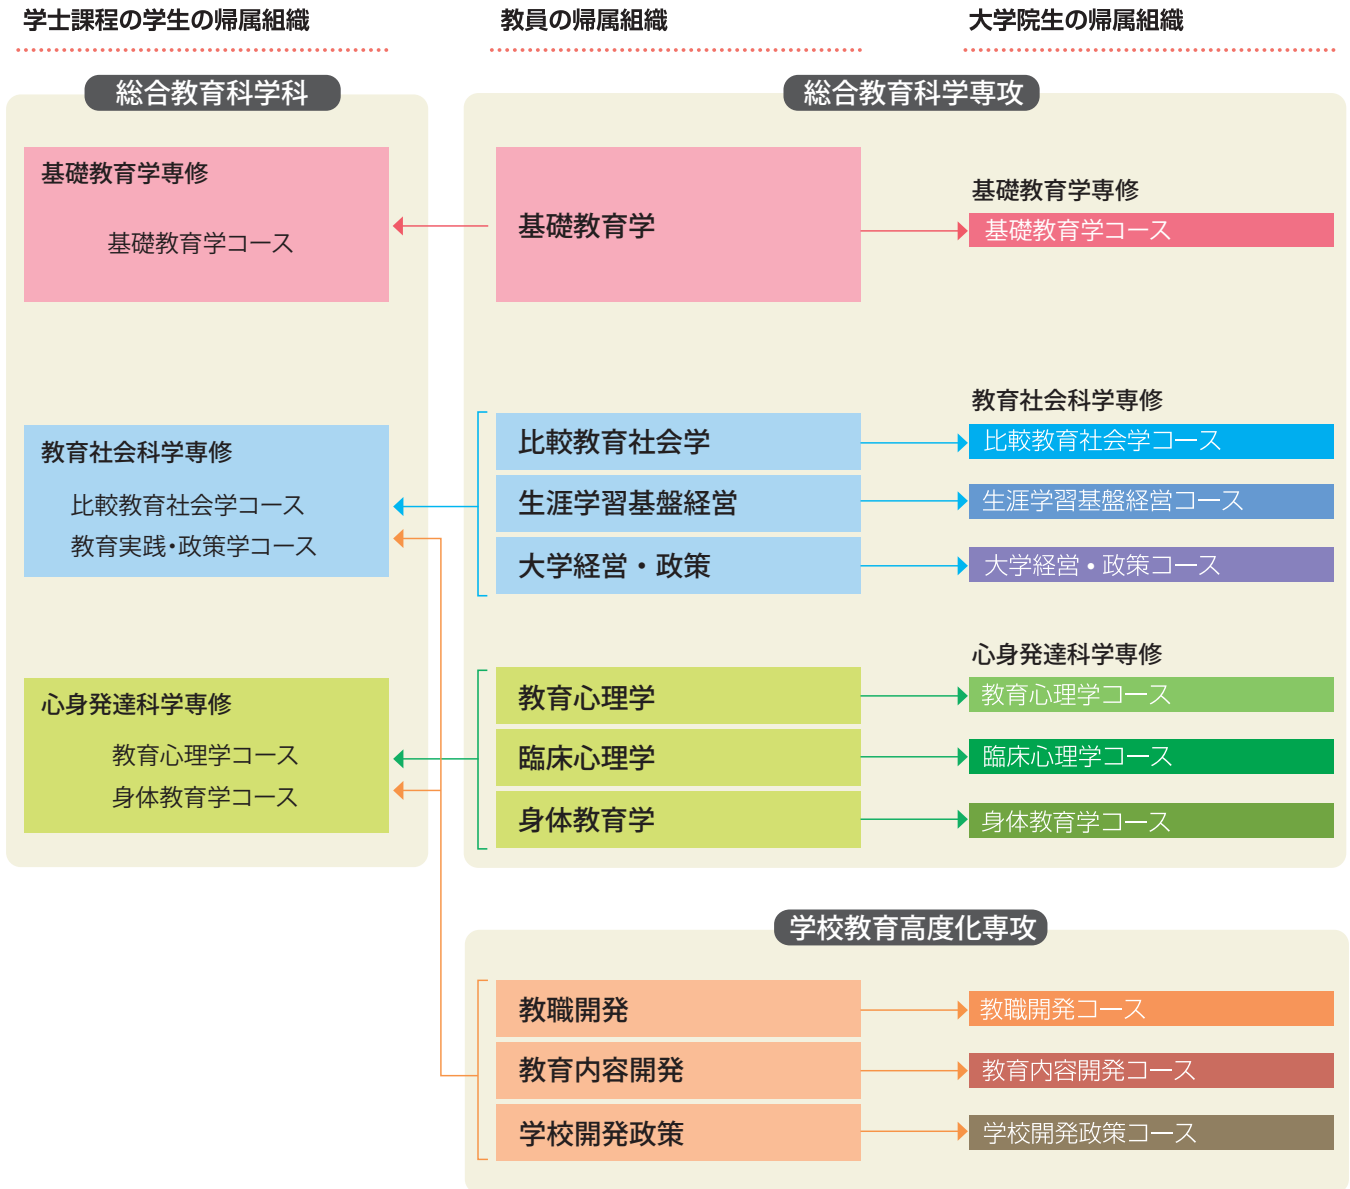 学士課程の学生の帰属組織
教員の帰属組織
大学院生の帰属組織
総合教育科学科
基礎教育学専修
基礎教育学コース
教育社会科学専修
比較教育社会学コース
教育実践・政策学コース
心身発達科学専修
教育心理学コース
身体教育学コース
総合教育科学専攻
基礎教育学
基礎教育学専修
基礎教育学コース
比較教育社会学
生涯学習基盤経営
大学経営・政策
教育社会科学専修
比較教育社会学コース
生涯学習基盤経営コース
大学経営・政策コース
教育心理学
臨床心理学
身体教育学
心身発達科学専修
教育心理学コース
臨床心理学コース
身体教育学コース
学校教育高度化専攻
教職開発
教育内容開発
学校開発政策
教職開発コース
教育内容開発コース
学校開発政策コース